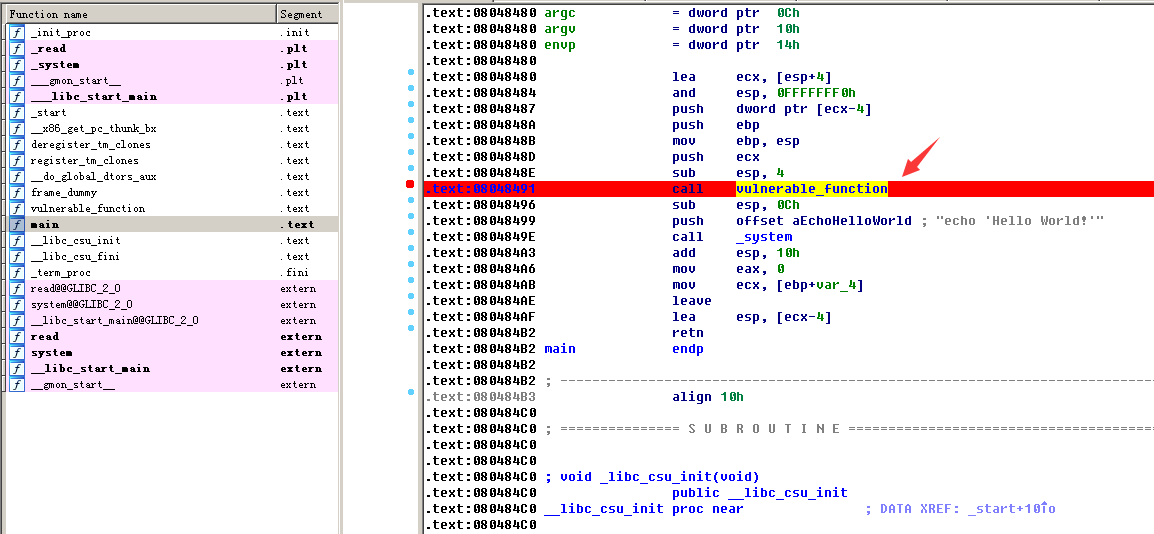 Function name Segment
f _init_proc .init
f _read .plt
f _system .plt
f ___gmon_start__ .plt
f ___libc_start_main .plt
f _start .text
f __x86_get_pc_thunk_bx .text
f deregister_tm_clones .text
f register_tm_clones .text
f __do_global_dtors_aux .text
f frame_dummy .text
f vulnerable_function .text
f main .text
f __libc_csu_init .text
f __libc_csu_fini .text
f _term_proc .fini
f read@@GLIBC_2_0 extern
f system@@GLIBC_2_0 extern
f __libc_start_main@@GLIBC_2_0 extern
f read extern
f system extern
f __libc_start_main extern
f __gmon_start__ extern
.text:08048480 argc = dword ptr 0Ch
.text:08048480 argv = dword ptr 10h
.text:08048480 envp = dword ptr 14h
.text:08048480
.text:08048480 lea ecx, [esp+4]
.text:08048484 and esp, 0FFFFFFF0h
.text:08048487 push dword ptr [ecx-4]
.text:0804848A push ebp
.text:0804848B mov ebp, esp
.text:0804848D push ecx
.text:0804848E sub esp, 4
.text:08048491 call vulnerable_function
.text:08048496 sub esp, 0Ch
.text:08048499 push offset aEchoHelloWorld ; "echo 'Hello World!'"
.text:0804849E call _system
.text:080484A3 add esp, 10h
.text:080484A6 mov eax, 0
.text:080484AB mov ecx, [ebp+var_4]
.text:080484AE leave
.text:080484AF lea esp, [ecx-4]
.text:080484B2 retn
.text:080484B2 main endp
.text:080484B2
.text:080484B2 ; ---------------------------------------------------------------------------
.text:080484B3 align 10h
.text:080484C0
.text:080484C0 ; =============== S U B R O U T I N E =======================================
.text:080484C0
.text:080484C0
.text:080484C0 ; void _libc_csu_init(void)
.text:080484C0 public __libc_csu_init
.text:080484C0 __libc_csu_init proc near ; DATA XREF: _start+10↑o
.text:080484C0